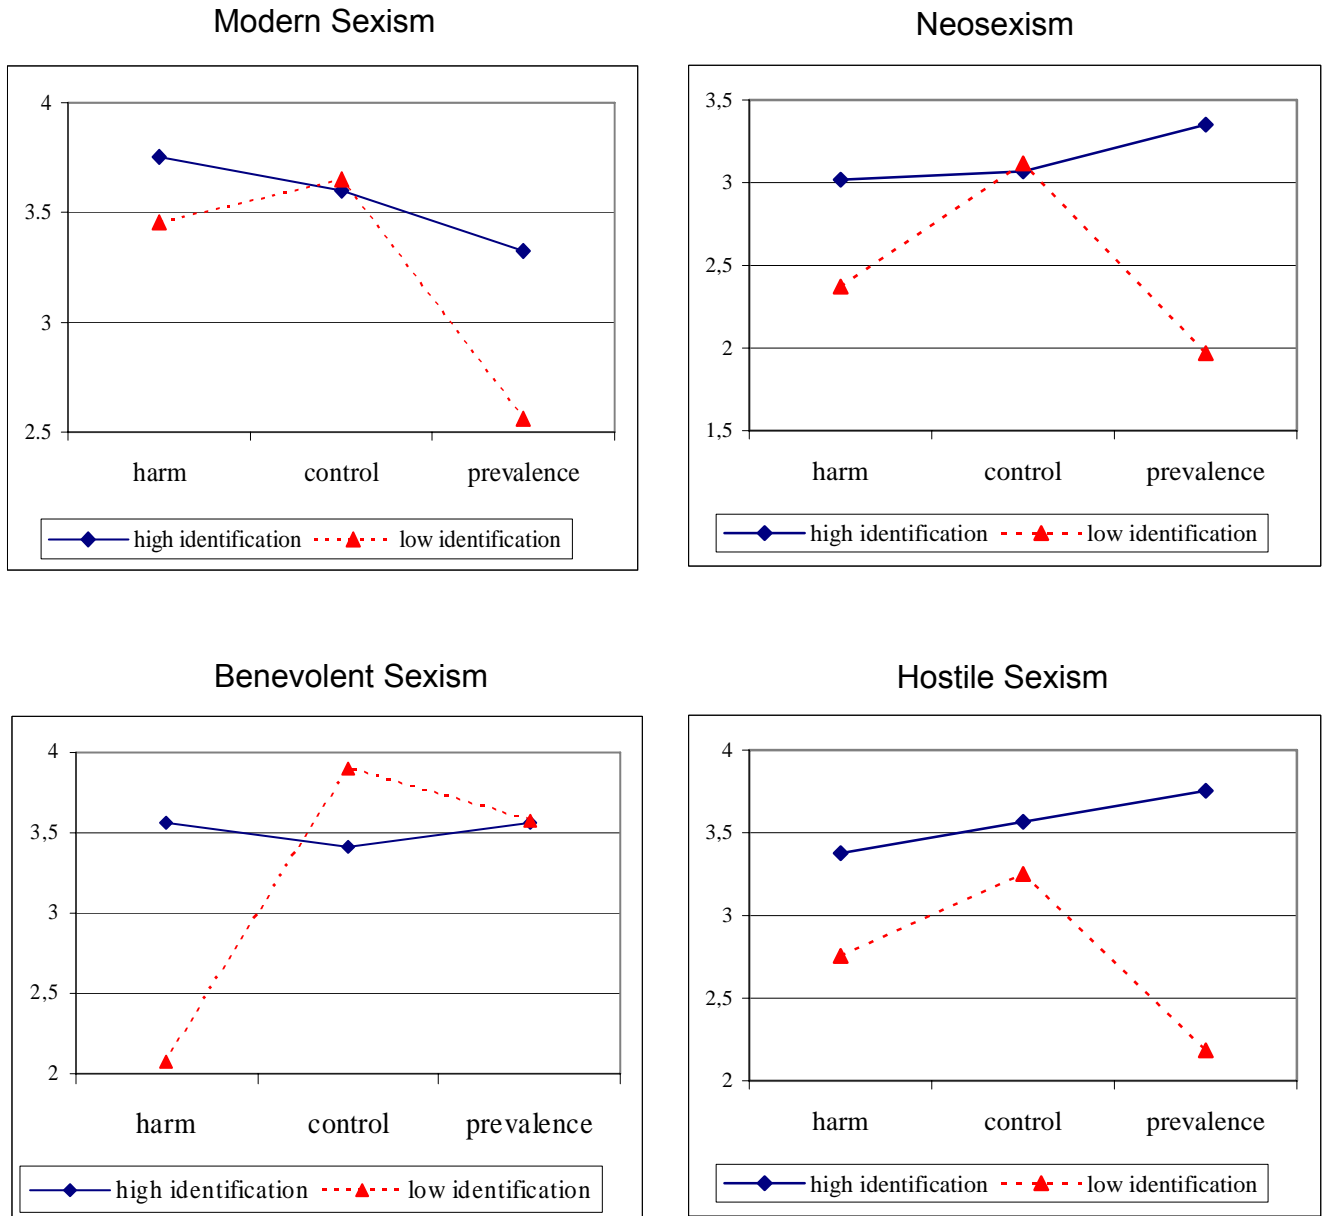 Modern Sexism
4
3.5
3
2.5
harm control prevalence
high identification low identification
Neosexism
3,5
3
2,5
2
1,5
harm control prevalence
high identification low identification
Benevolent Sexism
4
3,5
3
2,5
2
harm control prevalence
high identification low identification
Hostile Sexism
4
3,5
3
2,5
2
harm control prevalence
high identification low identification